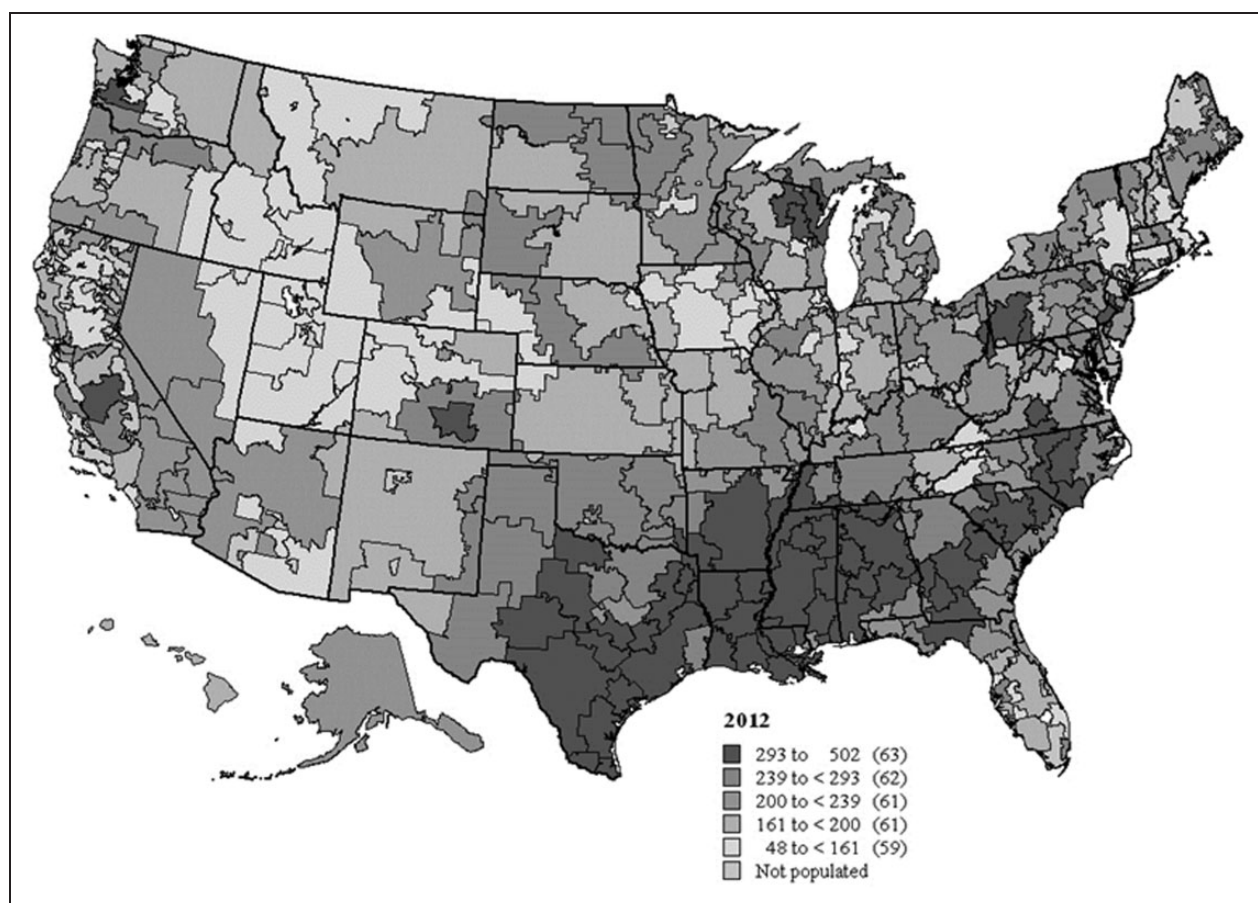 2012
293 to 502 (63)
239 to < 293 (62)
200 to < 239 (61)
161 to < 200 (61)
48 to < 161 (59)
Not populated